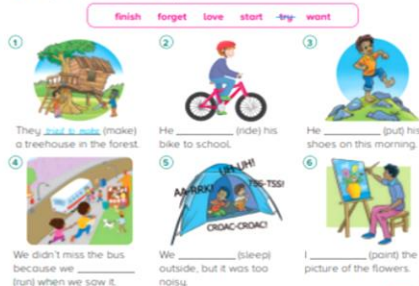 finish forget love start try want
1 2 3
They tried to make (make)
a treehouse in the forest.
He ________ (ride) his
bike to school.
He ________ (put) his
shoes on this morning.
4 5 6
AA-RRK! UH-UH!
TSS-TSS!
CROAC-CROAC!
We didn't miss the bus
because we ________
(run) when we saw it.
We ________ (sleep)
outside, but it was too
noisy.
I ________ (paint) the
picture of the flowers.